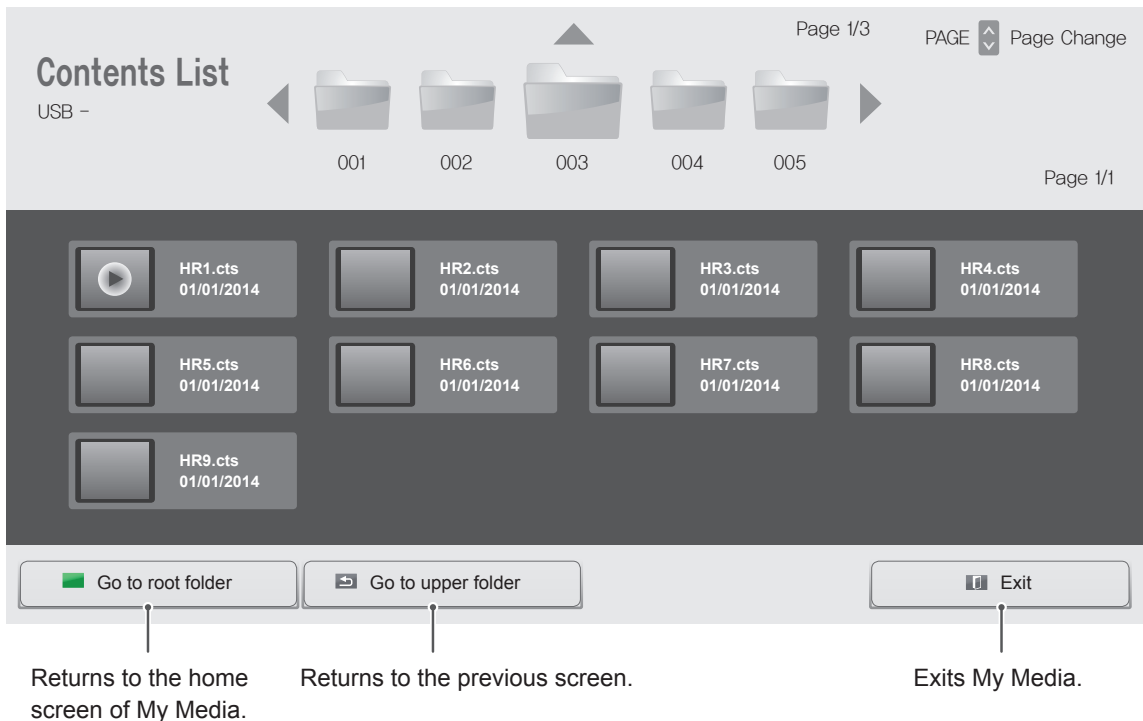 Page 1/3
PAGE Page Change
Contents List
USB -
001 002 003 004 005
Page 1/1
HR1.cts
01/01/2014
HR2.cts
01/01/2014
HR3.cts
01/01/2014
HR4.cts
01/01/2014
HR5.cts
01/01/2014
HR6.cts
01/01/2014
HR7.cts
01/01/2014
HR8.cts
01/01/2014
HR9.cts
01/01/2014
Go to root folder
Go to upper folder
Exit
Returns to the home
screen of My Media.
Returns to the previous screen.
Exits My Media.